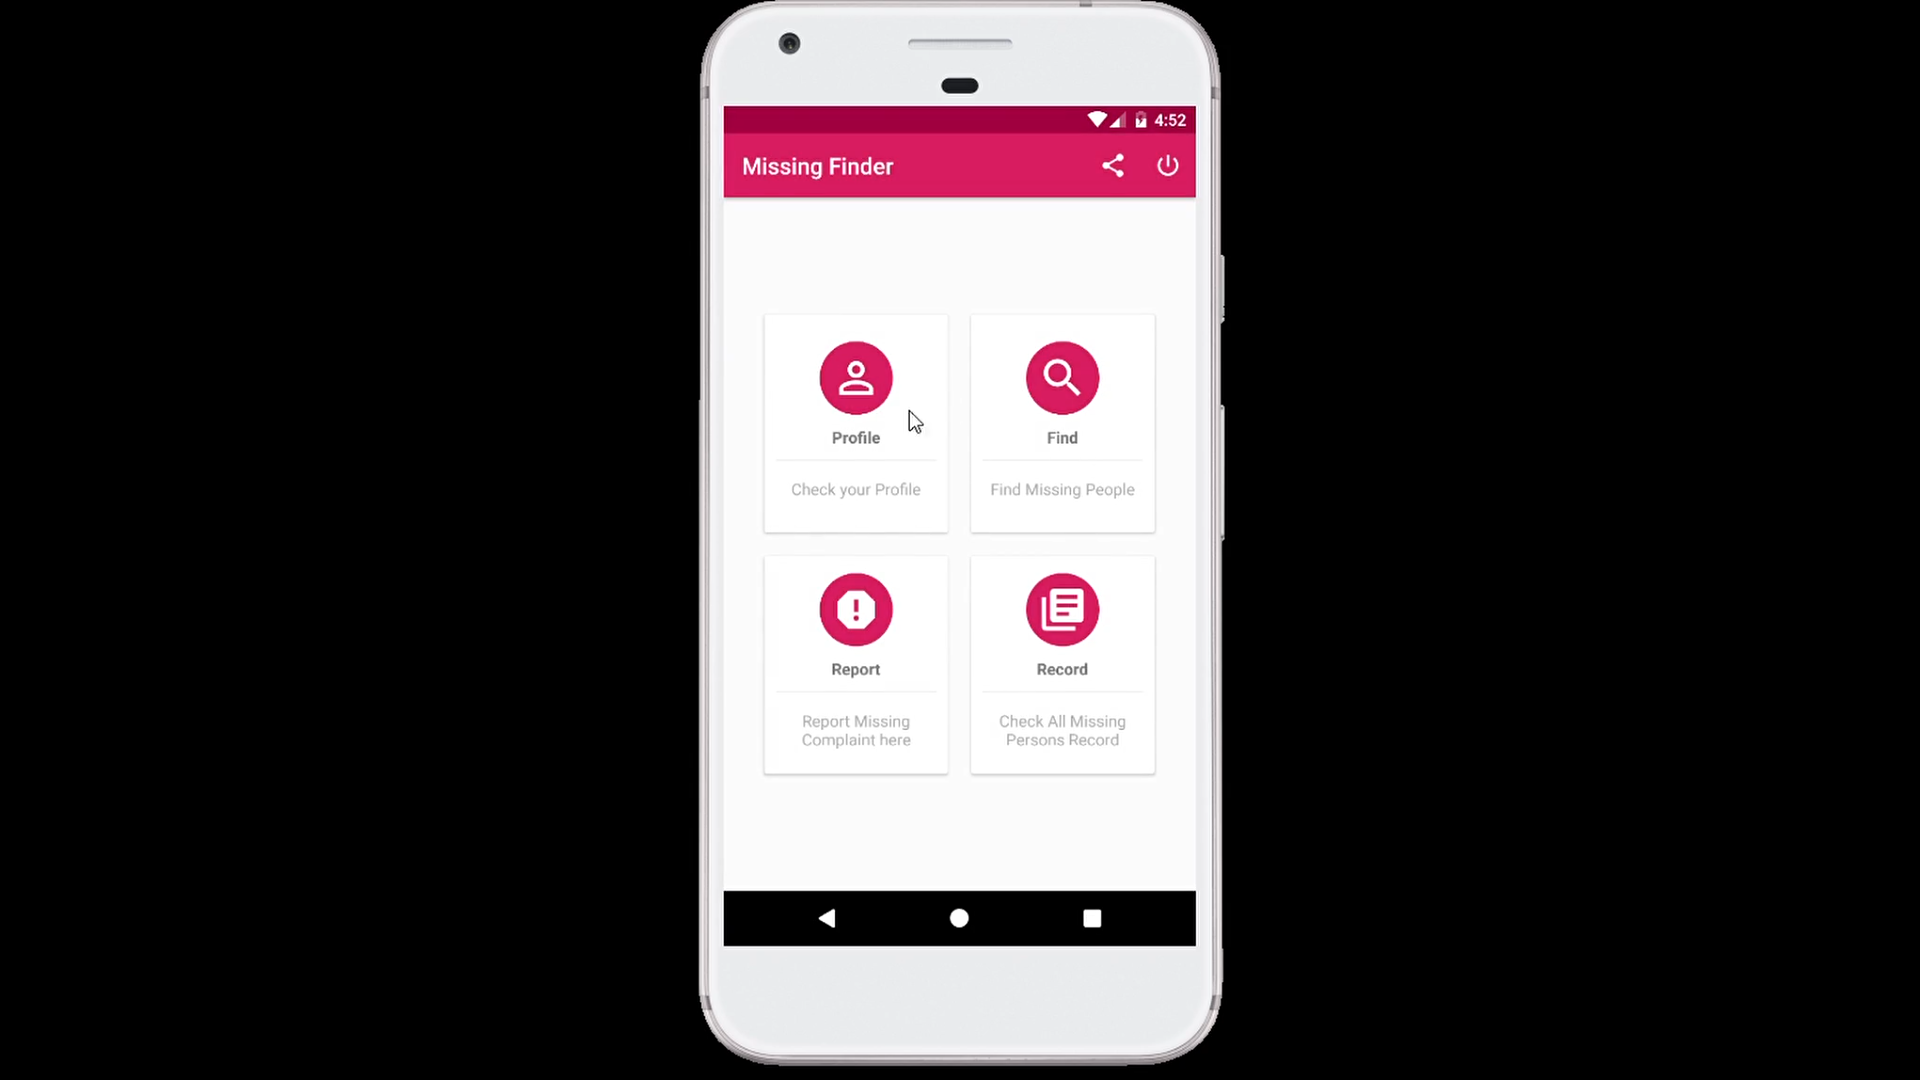 4:52
Missing Finder
Profile
Find
Check your Profile
Find Missing People
Report
Record
Report Missing
Complaint here
Check All Missing
Persons Record